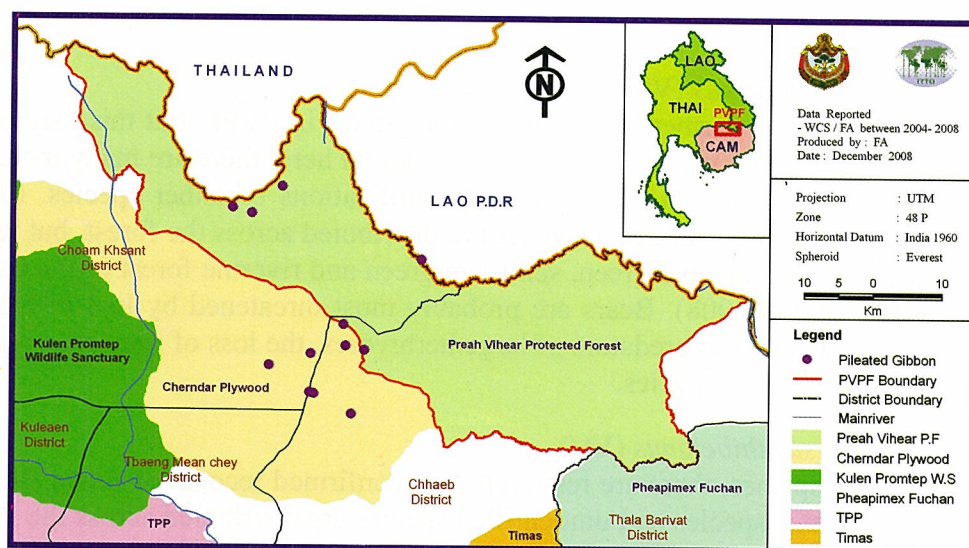 THAILAND
LAO P.D.R
N
LAO
THAI
PVPF
CAM
ITTO
Data Reported
- WCS / FA between 2004- 2008
Produced by : FA
Date : December 2008
Projection : UTM
Zone : 48 P
Horizontal Datum : India 1960
Spheroid : Everest
10 0 10
Km
Legend
Pileated Gibbon
PVPF Boundary
District Boundary
Mainriver
Preah Vihear P.F
Cherndar Plywood
Kulen Promtep W.S
Pheapimex Fuchan
TPP
Timas
Choam Khsant
District
Kulen Promtep
Wildlife Sanctuary
Cherndar Plywood
Preah Vihear Protected Forest
Kuleaen
District
Tbaeng Mean chey
District
Chhaeb
District
Pheapimex Fuchan
Thala Barivat
District
TPP
Timas